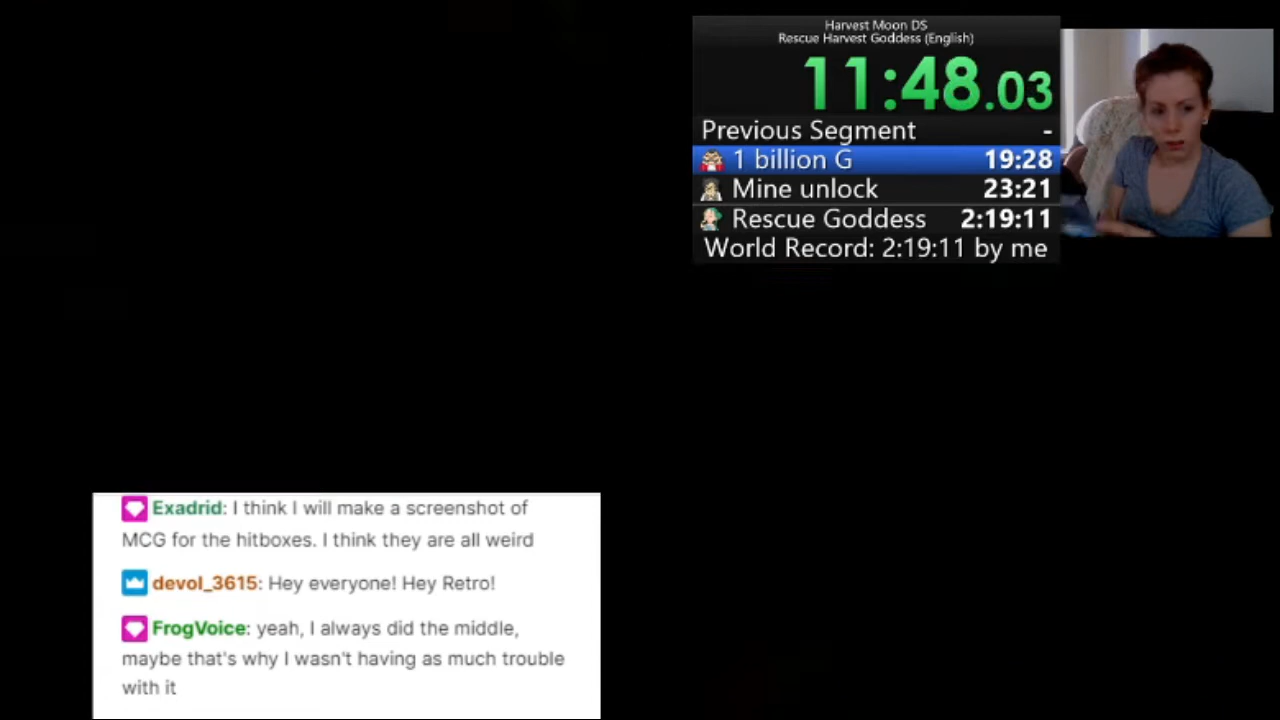 Harvest Moon DS
Rescue Harvest Goddess (English)
11:48.03
Previous Segment -
1 billion G 19:28
Mine unlock 23:21
Rescue Goddess 2:19:11
World Record: 2:19:11 by me
Exadrid: I think I will make a screenshot of
MCG for the hitboxes. I think they are all weird
devol_3615: Hey everyone! Hey Retro!
FrogVoice: yeah, I always did the middle,
maybe that's why I wasn't having as much trouble
with it